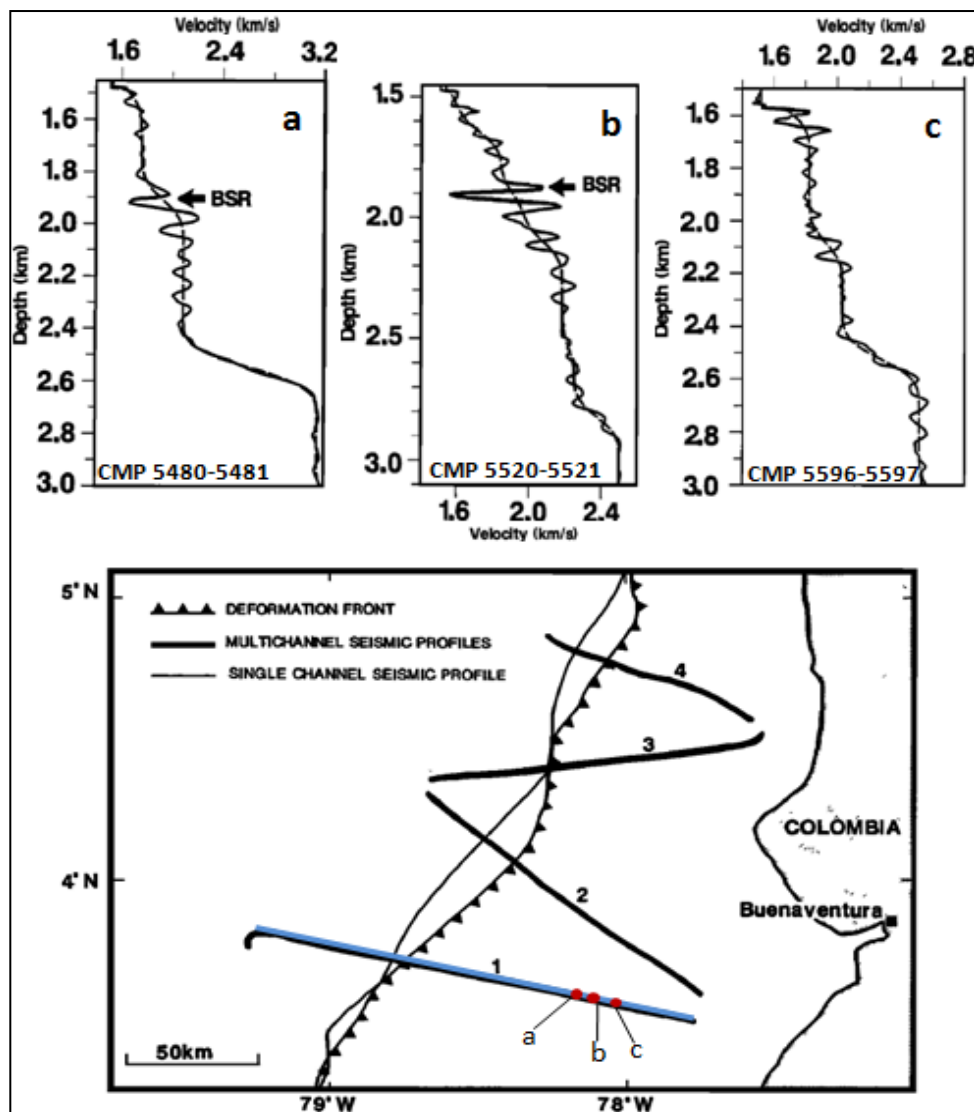 Velocity (km/s)
1.6 2.4 3.2
a
BSR
Depth (km)
1.6
1.8
2.0
2.2
2.4
2.6
2.8
3.0
CMP 5480-5481
b
BSR
Depth (km)
1.5
2.0
2.5
3.0
CMP 5520-5521
1.6 2.0 2.4
Velocity (km/s)
Velocity (km/s)
1.6 2.0 2.4 2.8
c
Depth (km)
1.6
1.8
2.0
2.2
2.4
2.6
2.8
3.0
CMP 5596-5597
5°N
DEFORMATION FRONT
MULTICHANNEL SEISMIC PROFILES
SINGLE CHANNEL SEISMIC PROFILE
4
3
COLOMBIA
4°N
2
Buenaventura
1
a b c
50km
79°W 78°W